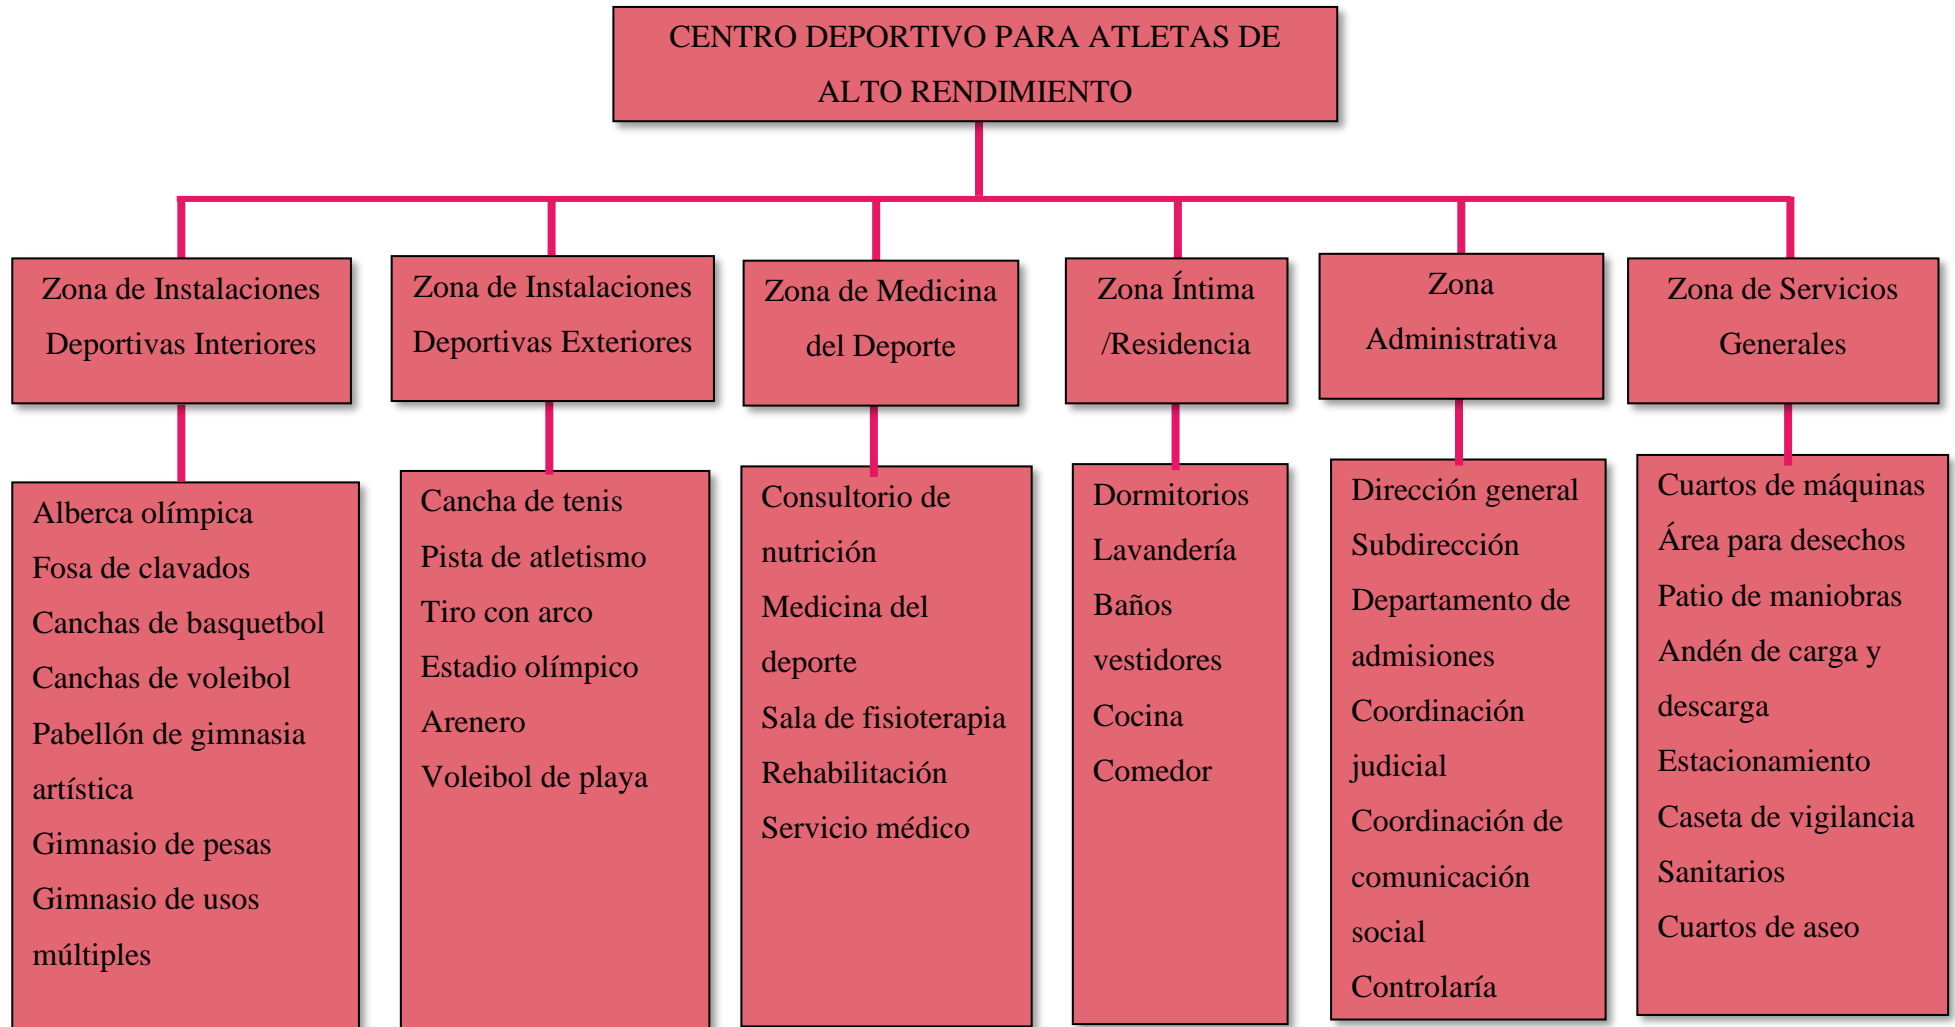 CENTRO DEPORTIVO PARA ATLETAS DE
ALTO RENDIMIENTO
Zona de Instalaciones
Deportivas Interiores
Zona de Instalaciones
Deportivas Exteriores
Zona de Medicina
del Deporte
Zona Íntima
/Residencia
Zona
Administrativa
Zona de Servicios
Generales
Alberca olímpica
Fosa de clavados
Canchas de basquetbol
Canchas de voleibol
Pabellón de gimnasia
artística
Gimnasio de pesas
Gimnasio de usos
múltiples
Cancha de tenis
Pista de atletismo
Tiro con arco
Estadio olímpico
Arenero
Voleibol de playa
Consultorio de
nutrición
Medicina del
deporte
Sala de fisioterapia
Rehabilitación
Servicio médico
Dormitorios
Lavandería
Baños
vestidores
Cocina
Comedor
Dirección general
Subdirección
Departamento de
admisiones
Coordinación
judicial
Coordinación de
comunicación
social
Controlaría
Cuartos de máquinas
Área para desechos
Patio de maniobras
Andén de carga y
descarga
Estacionamiento
Caseta de vigilancia
Sanitarios
Cuartos de aseo